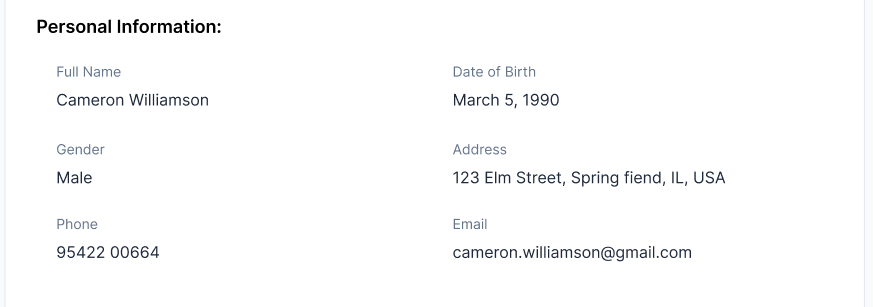 Personal Information:
Full Name
Cameron Williamson
Date of Birth
March 5, 1990
Gender
Male
Address
123 Elm Street, Spring fiend, IL, USA
Phone
95422 00664
Email
cameron.williamson@gmail.com